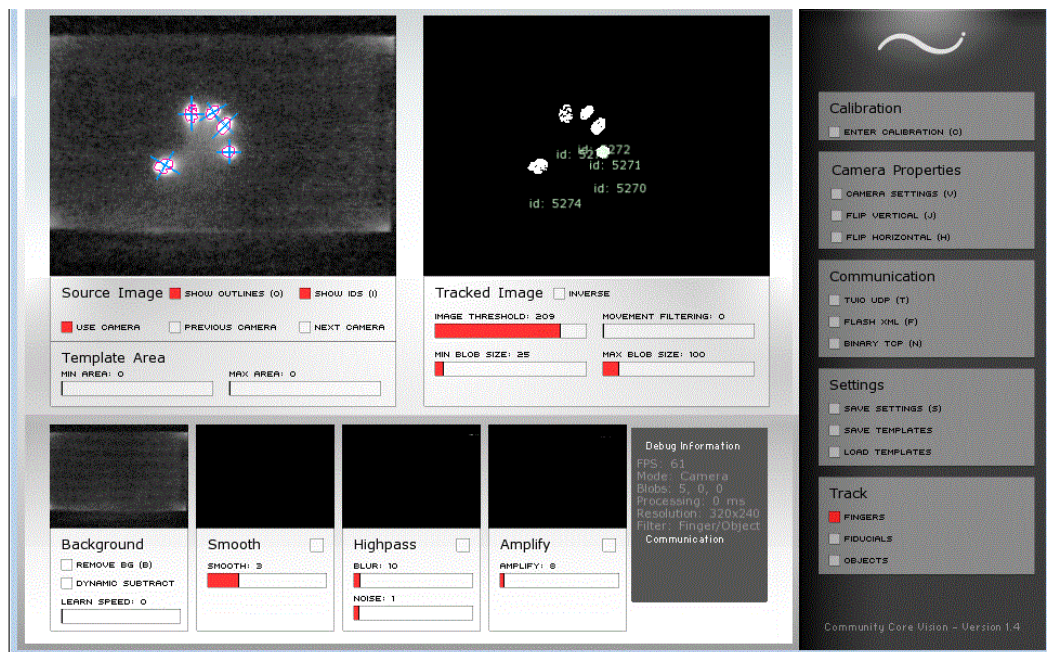 id: 5272
id: 5271
id: 5270
id: 5274
Source Image
SHOW OUTLINES (O)
SHOW IDS (I)
USE CAMERA
PREVIOUS CAMERA
NEXT CAMERA
Template Area
MIN AREA: 0
MAX AREA: 0
Tracked Image
INVERSE
IMAGE THRESHOLD: 209
MOVEMENT FILTERING: 0
MIN BLOB SIZE: 25
MAX BLOB SIZE: 100
Background
REMOVE BG (B)
DYNAMIC SUBTRACT
LEARN SPEED: 0
Smooth
SMOOTH: 3
Highpass
BLUR: 10
NOISE: 1
Amplify
AMPLIFY: 8
Debug Information
FPS: 61
Mode: Camera
Blobs: 5, 0, 0
Processing: 0 ms
Resolution: 320x240
Filter: Finger/Object
Communication
Calibration
ENTER CALIBRATION (C)
Camera Properties
CAMERA SETTINGS (V)
FLIP VERTICAL (J)
FLIP HORIZONTAL (H)
Communication
TUIO UDP (T)
FLASH XML (F)
BINARY TCP (N)
Settings
SAVE SETTINGS (S)
SAVE TEMPLATES
LOAD TEMPLATES
Track
FINGERS
FIDUCIALS
OBJECTS
Community Core Vision - Version 1.4